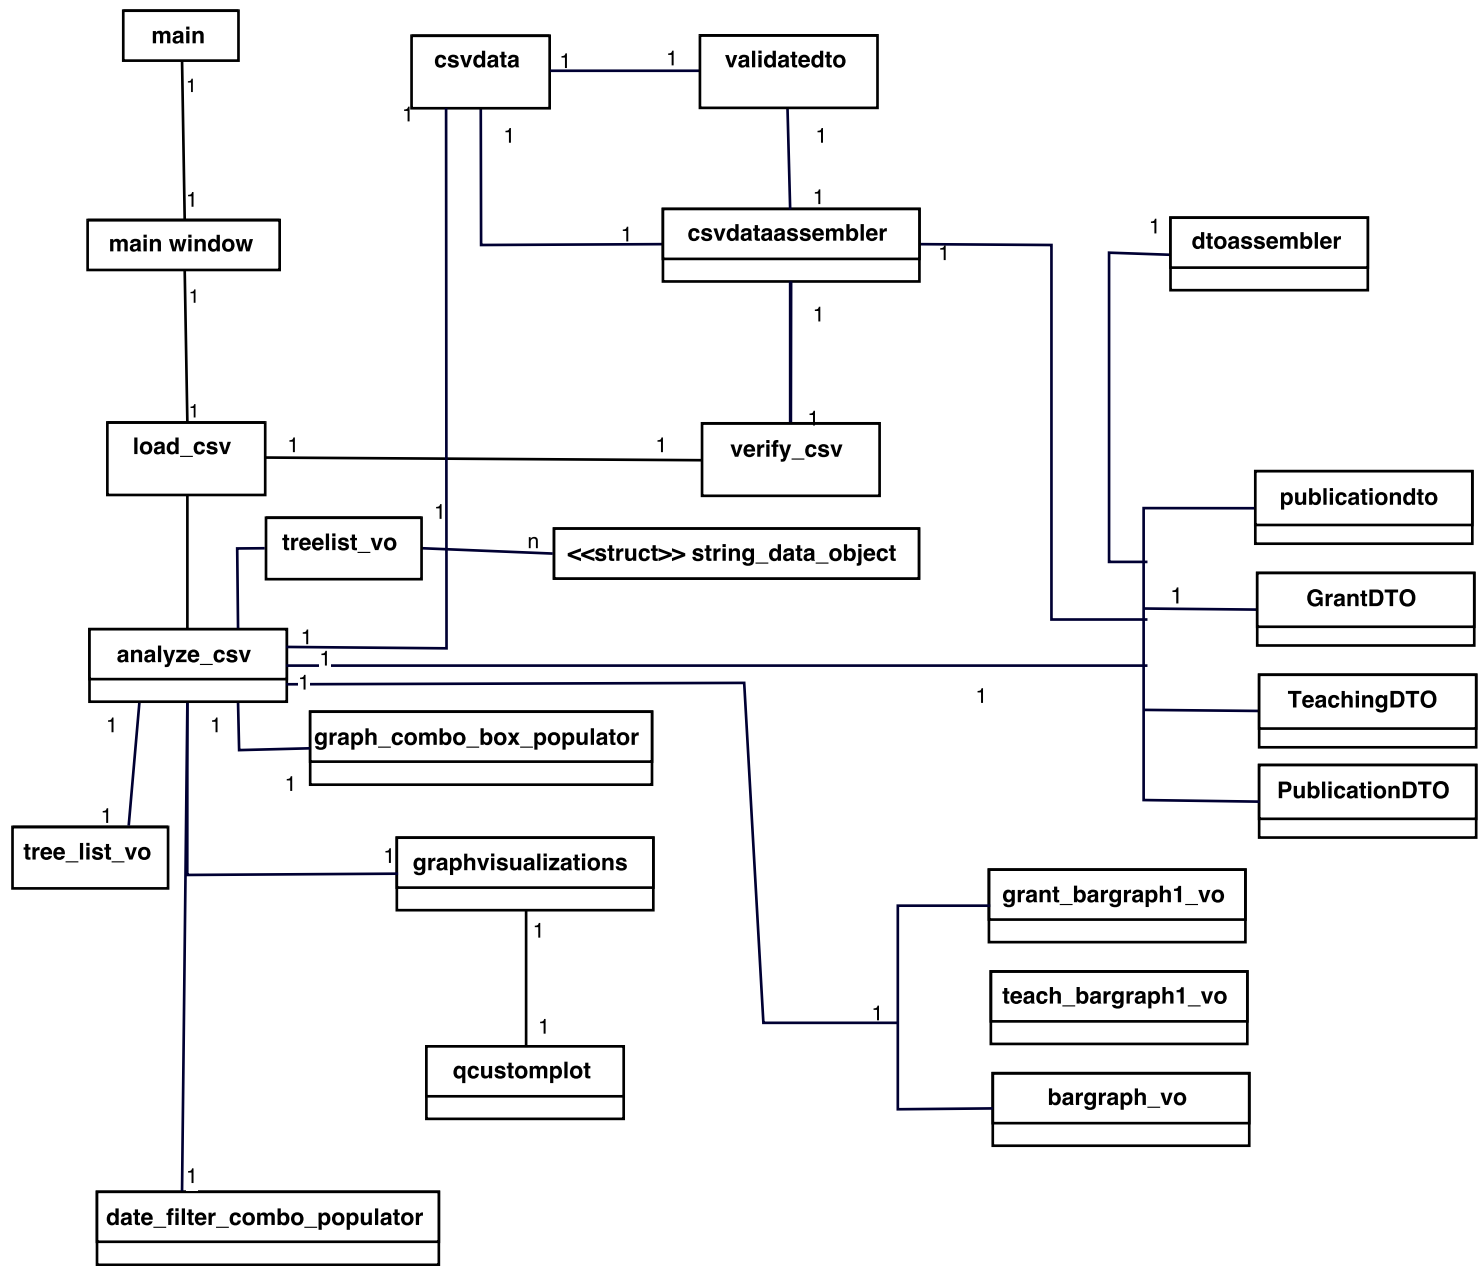 main
1
csvdata
1
1
validatedto
1
1
1
1
1
main window
1
csvdataassembler
1
1
dtoassembler
1
1
1
1
load_csv
1
1
verify_csv
1
publicationdto
treelist_vo
n
<<struct>> string_data_object
GrantDTO
1
analyze_csv
1
1
1
1
TeachingDTO
1
1
graph_combo_box_populator
1
PublicationDTO
1
tree_list_vo
1
graphvisualizations
grant_bargraph1_vo
1
teach_bargraph1_vo
1
1
qcustomplot
bargraph_vo
1
date_filter_combo_populator